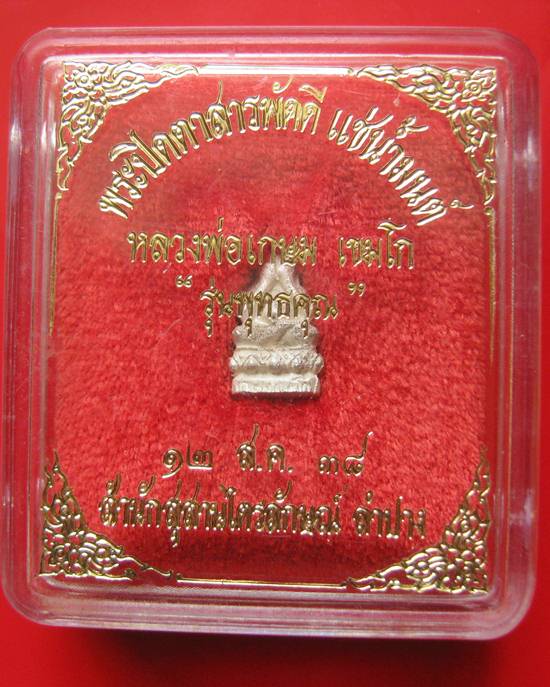 พระปิดตาสารพัดดี แช่น้ำมนต์
หลวงพ่อเกษม เขมโก
“ รุ่นพุทธคุณ ”
๑๒ ส.ค. ๓๘
สำนักสุสานไตรลักษณ์ ลำปาง